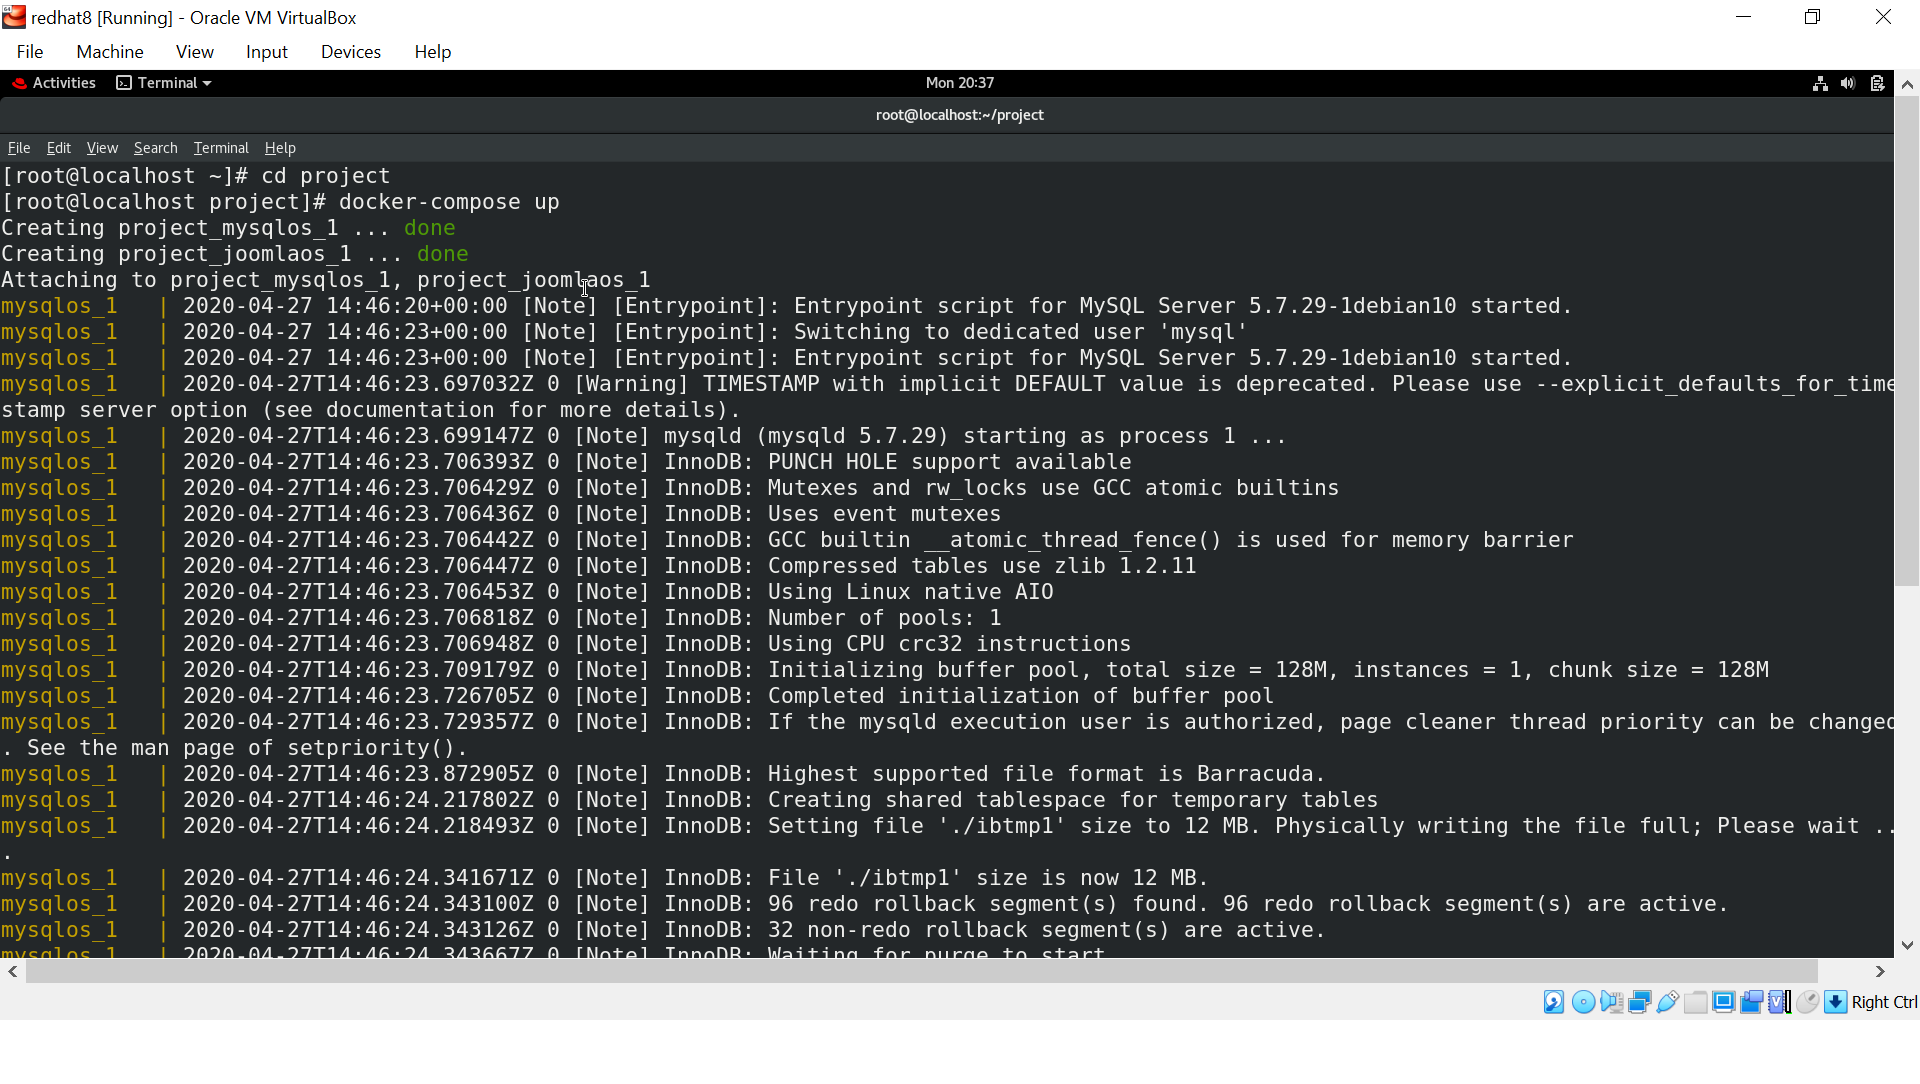 redhat8 [Running] - Oracle VM VirtualBox
File Machine View Input Devices Help
Activities Terminal Mon 20:37
root@localhost:~/project
File Edit View Search Terminal Help
[root@localhost ~]# cd project
[root@localhost project]# docker-compose up
Creating project_mysqlos_1 ... done
Creating project_joomlaos_1 ... done
Attaching to project_mysqlos_1, project_joomlaos_1
mysqlos_1 | 2020-04-27 14:46:20+00:00 [Note] [Entrypoint]: Entrypoint script for MySQL Server 5.7.29-1debian10 started.
mysqlos_1 | 2020-04-27 14:46:23+00:00 [Note] [Entrypoint]: Switching to dedicated user 'mysql'
mysqlos_1 | 2020-04-27 14:46:23+00:00 [Note] [Entrypoint]: Entrypoint script for MySQL Server 5.7.29-1debian10 started.
mysqlos_1 | 2020-04-27T14:46:23.697032Z 0 [Warning] TIMESTAMP with implicit DEFAULT value is deprecated. Please use --explicit_defaults_for_time
stamp server option (see documentation for more details).
mysqlos_1 | 2020-04-27T14:46:23.699147Z 0 [Note] mysqld (mysqld 5.7.29) starting as process 1 ...
mysqlos_1 | 2020-04-27T14:46:23.706393Z 0 [Note] InnoDB: PUNCH HOLE support available
mysqlos_1 | 2020-04-27T14:46:23.706429Z 0 [Note] InnoDB: Mutexes and rw_locks use GCC atomic builtins
mysqlos_1 | 2020-04-27T14:46:23.706436Z 0 [Note] InnoDB: Uses event mutexes
mysqlos_1 | 2020-04-27T14:46:23.706442Z 0 [Note] InnoDB: GCC builtin __atomic_thread_fence() is used for memory barrier
mysqlos_1 | 2020-04-27T14:46:23.706447Z 0 [Note] InnoDB: Compressed tables use zlib 1.2.11
mysqlos_1 | 2020-04-27T14:46:23.706453Z 0 [Note] InnoDB: Using Linux native AIO
mysqlos_1 | 2020-04-27T14:46:23.706818Z 0 [Note] InnoDB: Number of pools: 1
mysqlos_1 | 2020-04-27T14:46:23.706948Z 0 [Note] InnoDB: Using CPU crc32 instructions
mysqlos_1 | 2020-04-27T14:46:23.709179Z 0 [Note] InnoDB: Initializing buffer pool, total size = 128M, instances = 1, chunk size = 128M
mysqlos_1 | 2020-04-27T14:46:23.726705Z 0 [Note] InnoDB: Completed initialization of buffer pool
mysqlos_1 | 2020-04-27T14:46:23.729357Z 0 [Note] InnoDB: If the mysqld execution user is authorized, page cleaner thread priority can be changed
. See the man page of setpriority().
mysqlos_1 | 2020-04-27T14:46:23.872905Z 0 [Note] InnoDB: Highest supported file format is Barracuda.
mysqlos_1 | 2020-04-27T14:46:24.217802Z 0 [Note] InnoDB: Creating shared tablespace for temporary tables
mysqlos_1 | 2020-04-27T14:46:24.218493Z 0 [Note] InnoDB: Setting file './ibtmp1' size to 12 MB. Physically writing the file full; Please wait ..
.
mysqlos_1 | 2020-04-27T14:46:24.341671Z 0 [Note] InnoDB: File './ibtmp1' size is now 12 MB.
mysqlos_1 | 2020-04-27T14:46:24.343100Z 0 [Note] InnoDB: 96 redo rollback segment(s) found. 96 redo rollback segment(s) are active.
mysqlos_1 | 2020-04-27T14:46:24.343126Z 0 [Note] InnoDB: 32 non-redo rollback segment(s) are active.
mysqlos_1 | 2020-04-27T14:46:24.343667Z 0 [Note] InnoDB: Waiting for purge to start
Right Ctrl